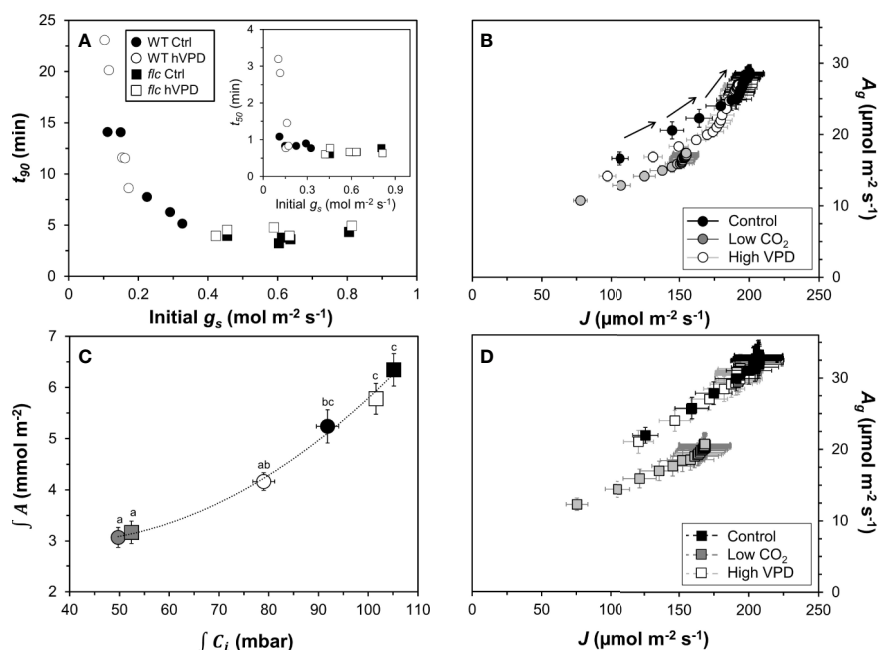 A
WT Ctrl
WT hVPD
flc Ctrl
flc hVPD
t90 (min)
25
20
15
10
5
0
0
0.2
0.4
0.6
0.8
1
Initial gs (mol m-2 s-1)
t50 (min)
4
3
2
1
0
0
0.3
0.6
0.9
Initial gs (mol m-2 s-1)
B
Control
Low CO2
High VPD
30
20
10
0
Ag
(µmol m-2 s-1)
0
50
100
150
200
250
J (µmol m-2 s-1)
C
∫ A (mmol m-2)
7
6
5
4
3
2
a
a
ab
bc
c
c
40
50
60
70
80
90
100
110
∫ Ci (mbar)
D
Control
Low CO2
High VPD
30
20
10
0
Ag
(µmol m-2 s-1)
0
50
100
150
200
250
J (µmol m-2 s-1)